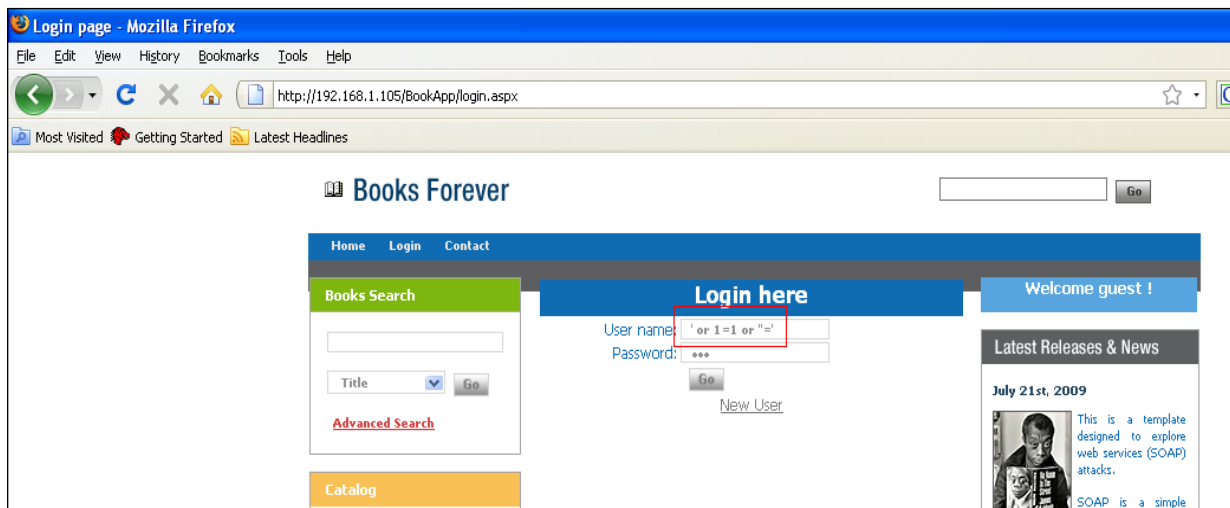 Login page - Mozilla Firefox
File Edit View History Bookmarks Tools Help
http://192.168.1.105/BookApp/login.aspx
Most Visited Getting Started Latest Headlines
Books Forever
Go
Home Login Contact
Books Search
Title Go
Advanced Search
Catalog
Login here
User name: ' or 1=1 or ''='
Password: •••
Go
New User
Welcome guest !
Latest Releases & News
July 21st, 2009
This is a template
designed to explore
web services (SOAP)
attacks.
SOAP is a simple